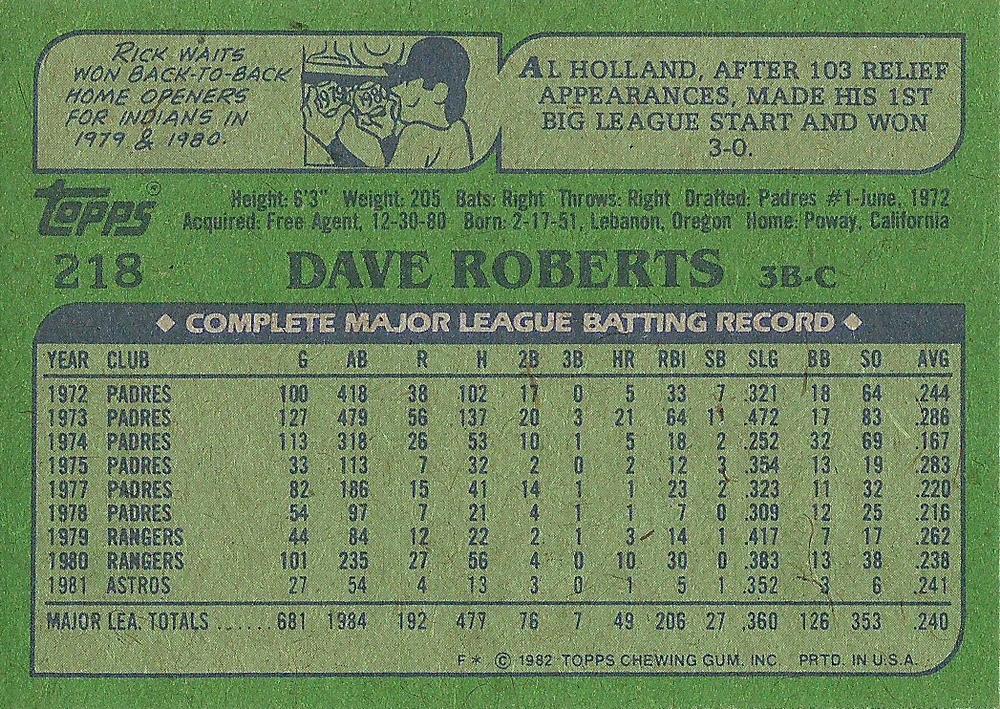 RICK WAITS
WON BACK-TO-BACK
HOME OPENERS
FOR INDIANS IN
1979 & 1980.
1979 1980
AL HOLLAND, AFTER 103 RELIEF
APPEARANCES, MADE HIS 1ST
BIG LEAGUE START AND WON
3-0.
TOPPS®
Height: 6'3" Weight: 205 Bats: Right Throws: Right Drafted: Padres #1-June, 1972
Acquired: Free Agent, 12-30-80 Born: 2-17-51, Lebanon, Oregon Home: Poway, California
218 DAVE ROBERTS 3B-C
◆ COMPLETE MAJOR LEAGUE BATTING RECORD ◆
YEAR CLUB G AB R H 2B 3B HR RBI SB SLG BB SO AVG
1972 PADRES 100 418 38 102 17 0 5 33 7 .321 18 64 .244
1973 PADRES 127 479 56 137 20 3 21 64 11 .472 17 83 .286
1974 PADRES 113 318 26 53 10 1 5 18 2 .252 32 69 .167
1975 PADRES 33 113 7 32 2 0 2 12 3 .354 13 19 .283
1977 PADRES 82 186 15 41 14 1 1 23 2 .323 11 32 .220
1978 PADRES 54 97 7 21 4 1 1 7 0 .309 12 25 .216
1979 RANGERS 44 84 12 22 2 1 3 14 1 .417 7 17 .262
1980 RANGERS 101 235 27 56 4 0 10 30 0 .383 13 38 .238
1981 ASTROS 27 54 4 13 3 0 1 5 1 .352 3 6 .241
MAJOR LEA. TOTALS ......681 1984 192 477 76 7 49 206 27 .360 126 353 .240
F* © 1982 TOPPS CHEWING GUM, INC. PRTD. IN U.S.A.